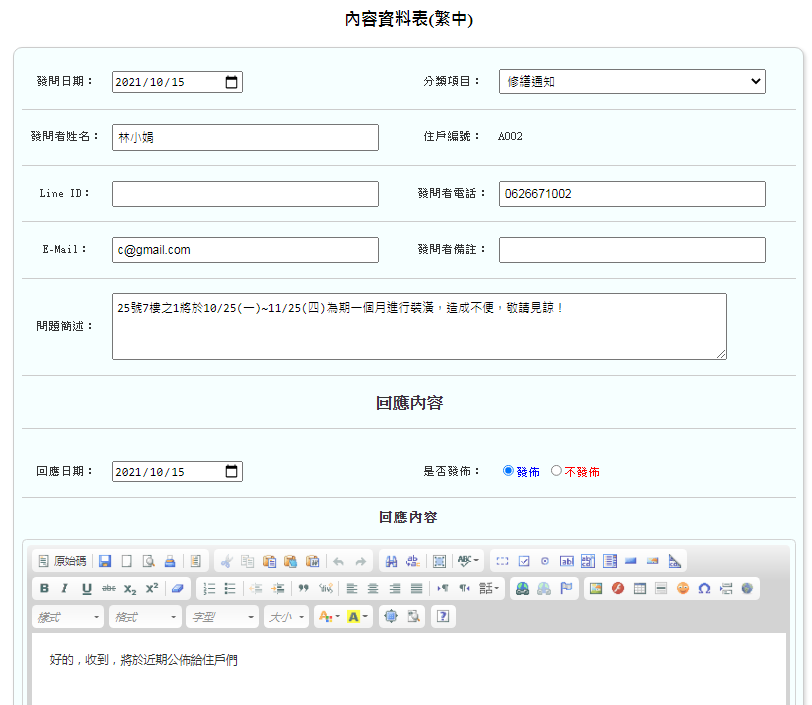 內容資料表(繁中)
發問日期： 2021/10/15 分類項目： 修繕通知
發問者姓名： 林小娟 住戶編號： A002
Line ID： 發問者電話： 0626671002
E-Mail： c@gmail.com 發問者備註：
問題簡述： 25號7樓之1將於10/25(一)~11/25(四)為期一個月進行裝潢，造成不便，敬請見諒！
回應內容
回應日期： 2021/10/15 是否發佈： 發佈 不發佈
回應內容
原始碼 ABC
B I U abc X₂ X² 話
樣式 格式 字型 大小 A A ?
好的，收到，將於近期公佈給住戶們